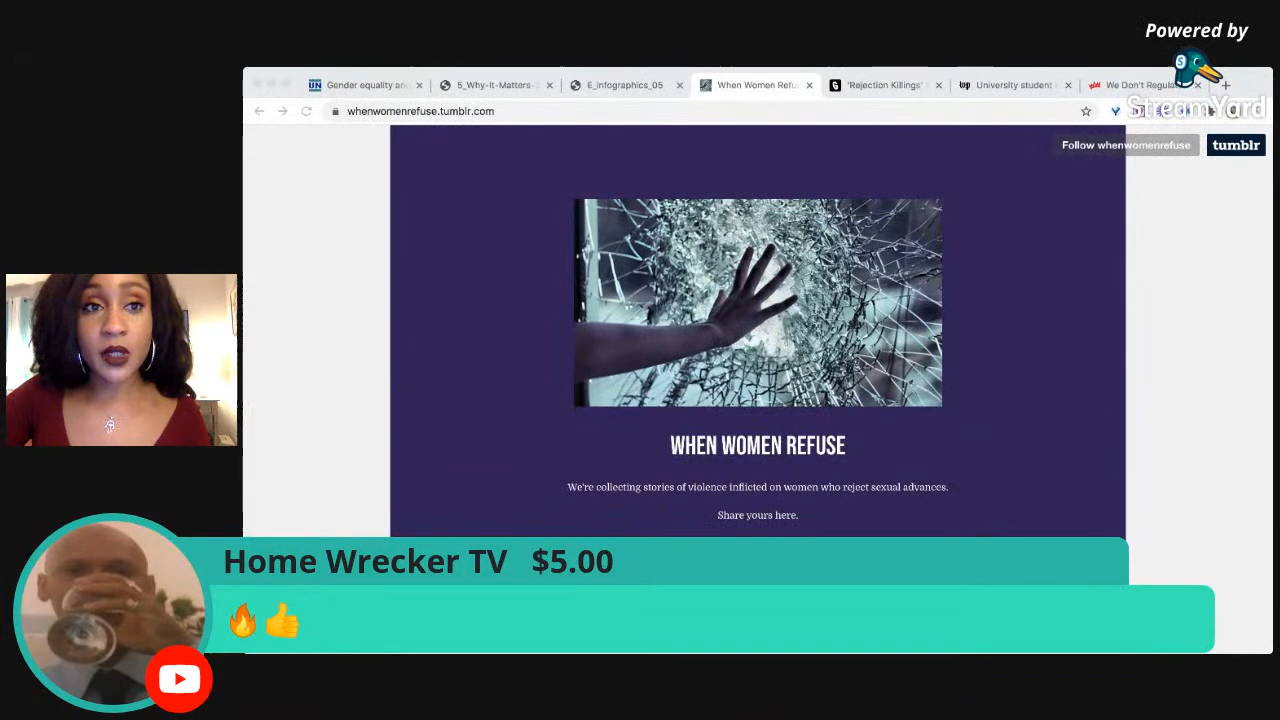 Powered by
StreamYard
Gender equality an
5_Why-It-Matters-
E_infographics_05
When Women Refu
'Rejection Killings'
University student
We Don't Regula
whenwomenrefuse.tumblr.com
Follow whenwomenrefuse
tumblr
WHEN WOMEN REFUSE
We're collecting stories of violence inflicted on women who reject sexual advances.
Share yours here.
Home Wrecker TV $5.00